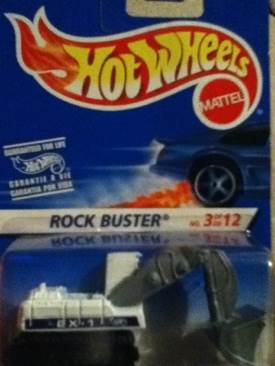 HOT WHEELS
MATTEL
GUARANTEED FOR LIFE
GARANTIE A VIE
GARANTIA POR VIDA
ROCK BUSTER® NO. 3 OF 12
EX-1